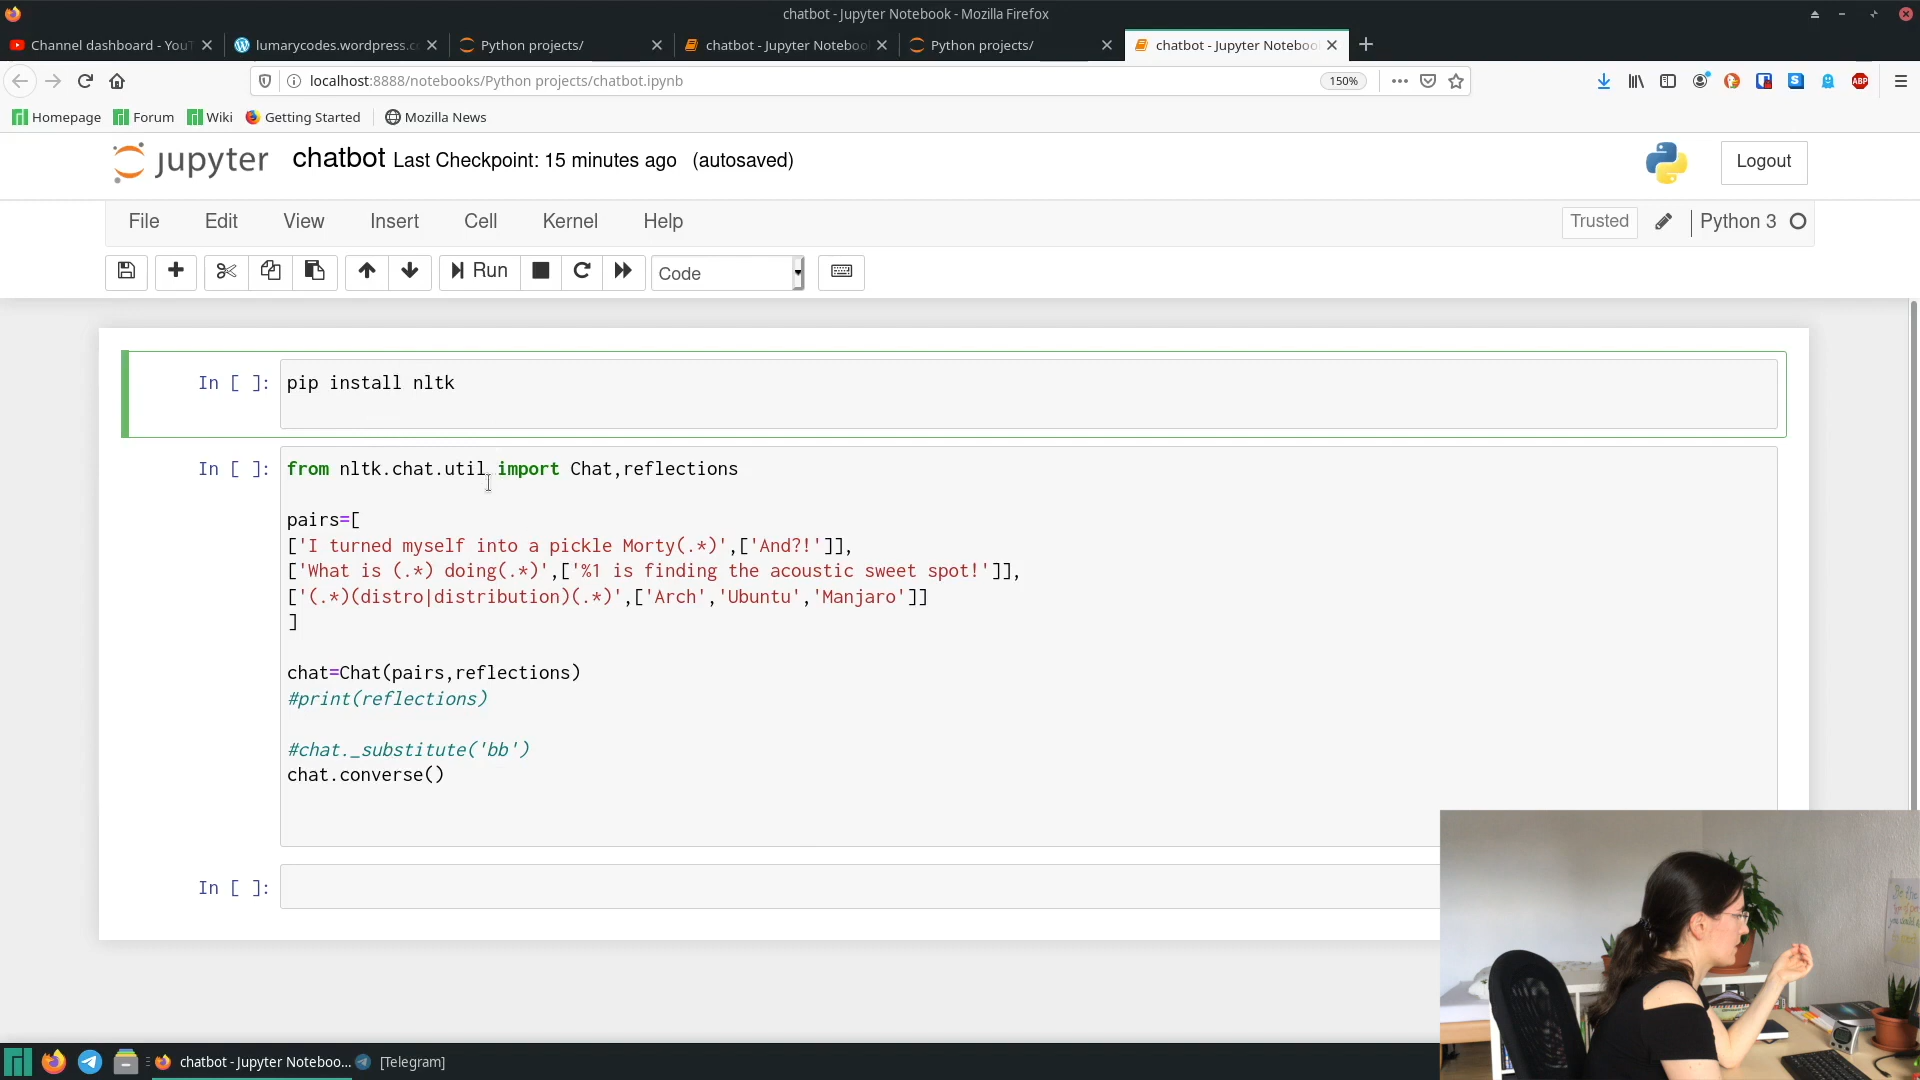 chatbot - Jupyter Notebook - Mozilla Firefox
Channel dashboard - You
lumarycodes.wordpress.c
Python projects/
chatbot - Jupyter Noteboo
Python projects/
chatbot - Jupyter Noteboo
localhost:8888/notebooks/Python projects/chatbot.ipynb
150%
S
ABP
Homepage
Forum
Wiki
Getting Started
Mozilla News
jupyter
chatbot Last Checkpoint: 15 minutes ago (autosaved)
Logout
File Edit View Insert Cell Kernel Help
Trusted
Python 3
Run
Code
In [ ]: pip install nltk
In [ ]: from nltk.chat.util import Chat,reflections
pairs=[
['I turned myself into a pickle Morty(.*)',['And?!']],
['What is (.*) doing(.*)',['%1 is finding the acoustic sweet spot!']],
['(.*)(distro|distribution)(.*)',['Arch','Ubuntu','Manjaro']]
]
chat=Chat(pairs,reflections)
#print(reflections)
#chat._substitute('bb')
chat.converse()
In [ ]:
chatbot - Jupyter Noteboo...
[Telegram]